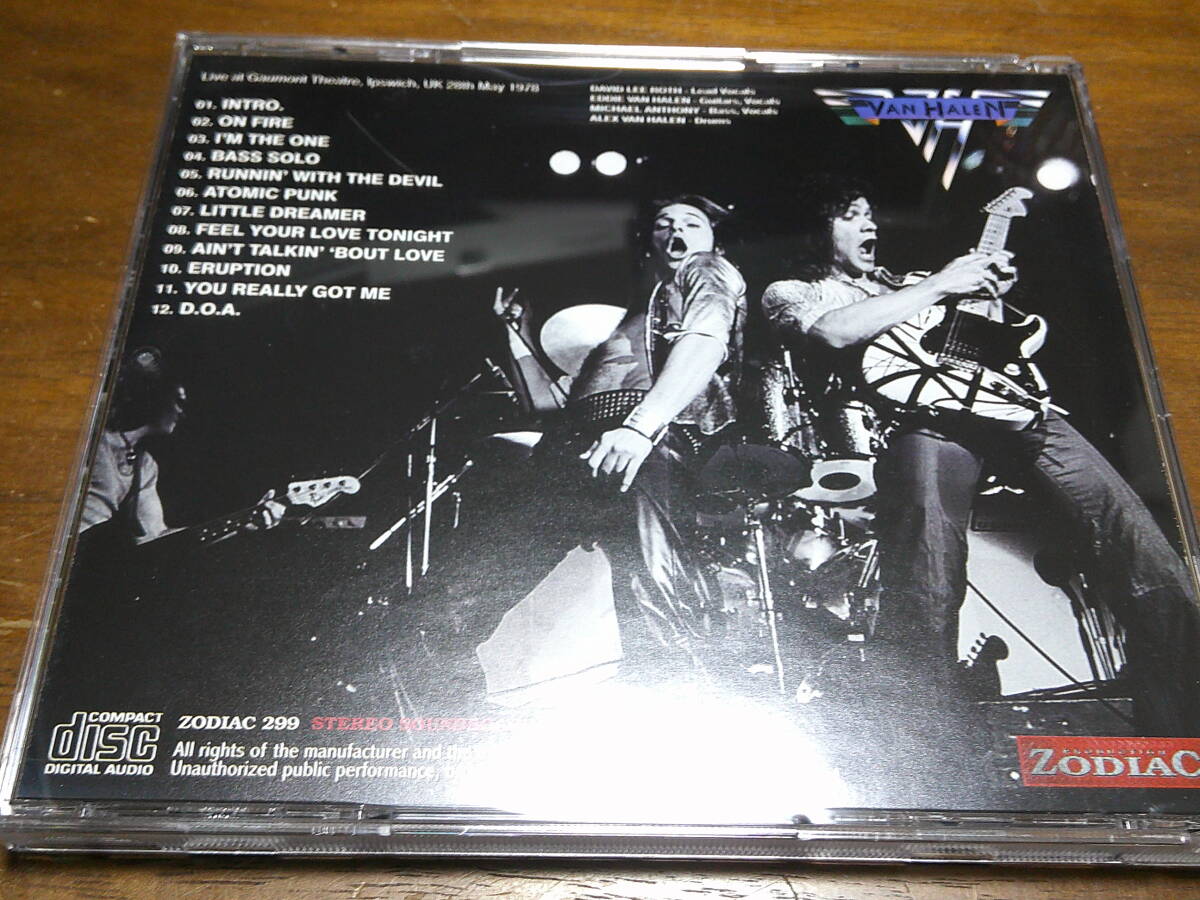 Live at Gaumont Theatre, Ipswich, UK 28th May 1978
01. INTRO.
02. ON FIRE
03. I'M THE ONE
04. BASS SOLO
05. RUNNIN' WITH THE DEVIL
06. ATOMIC PUNK
07. LITTLE DREAMER
08. FEEL YOUR LOVE TONIGHT
09. AIN'T TALKIN' 'BOUT LOVE
10. ERUPTION
11. YOU REALLY GOT ME
12. D.O.A.
DAVID LEE ROTH - Lead Vocals
EDDIE VAN HALEN - Guitars, Vocals
MICHAEL ANTHONY - Bass, Vocals
ALEX VAN HALEN - Drums
VAN HALEN
COMPACT
disc
DIGITAL AUDIO
ZODIAC 299 STEREO
All rights of the manufacturer and
Unauthorized public performance,
PRODUCTION
ZODIAC